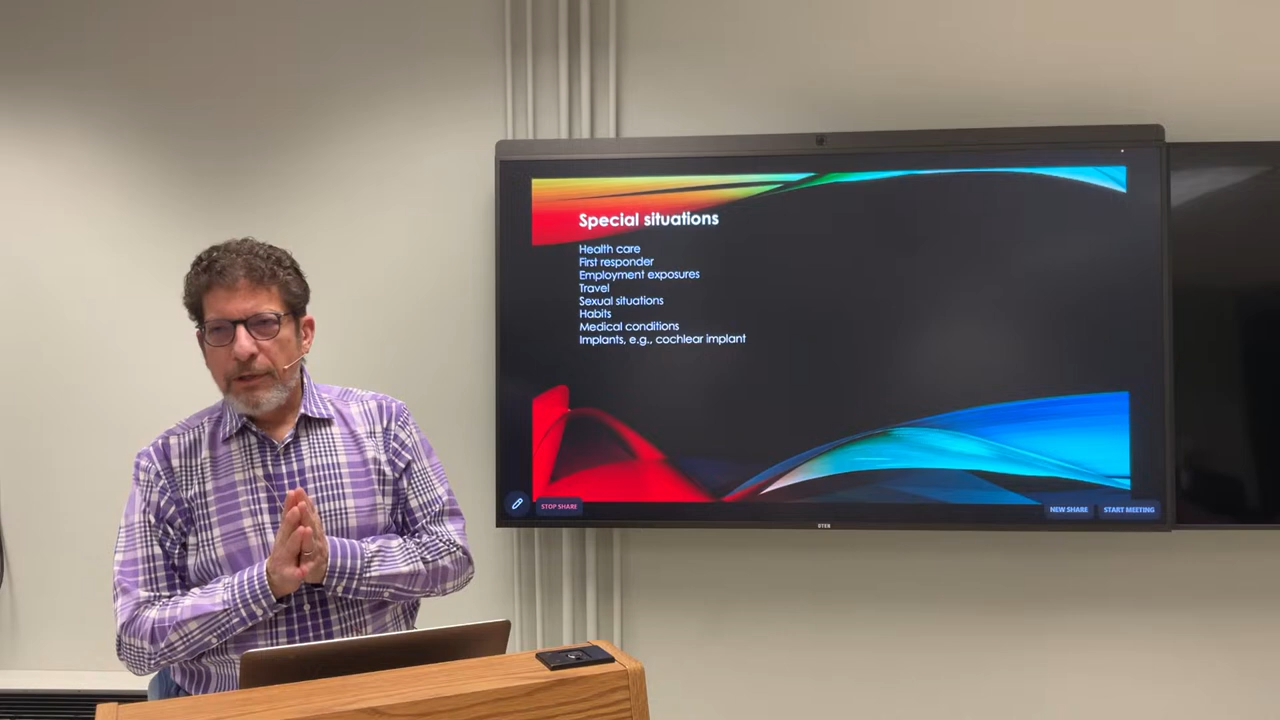 Special situations
Health care
First responder
Employment exposures
Travel
Sexual situations
Habits
Medical conditions
Implants, e.g., cochlear implant
STOP SHARE
NEW SHARE
START MEETING
UTEN